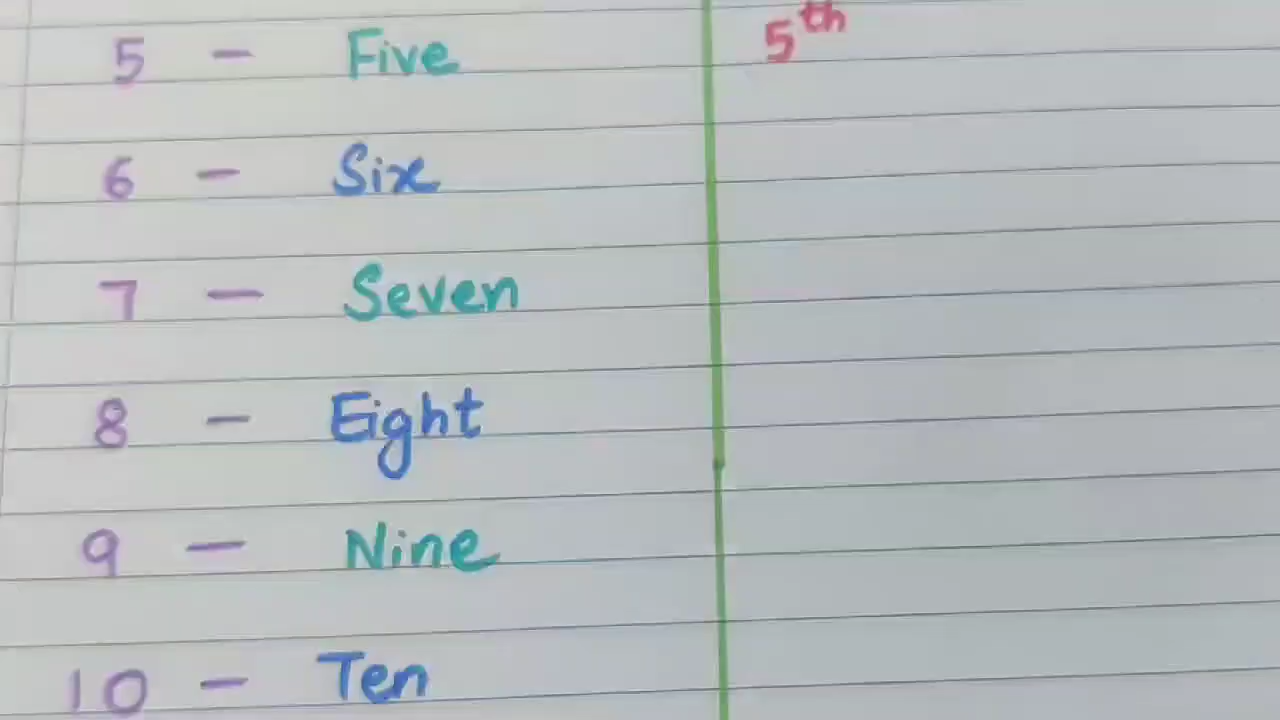 5 - Five 5th
6 - Six
7 - Seven
8 - Eight
9 - Nine
10 - Ten